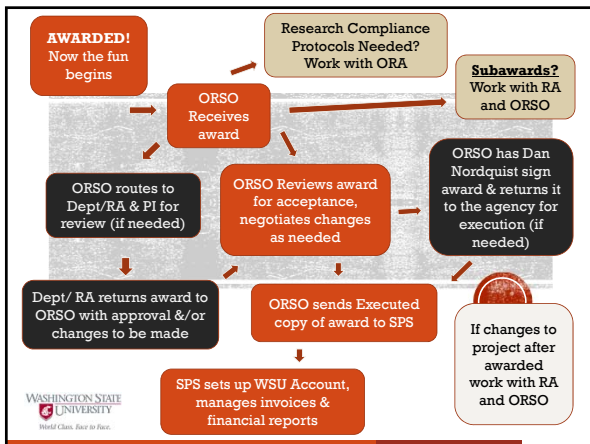 AWARDED!
Now the fun
begins
Research Compliance
Protocols Needed?
Work with ORA
Subawards?
Work with RA
and ORSO
ORSO
Receives
award
ORSO routes to
Dept/RA & PI for
review (if needed)
ORSO Reviews award
for acceptance,
negotiates changes
as needed
ORSO has Dan
Nordquist sign
award & returns it
to the agency for
execution (if
needed)
Dept/ RA returns award to
ORSO with approval &/or
changes to be made
ORSO sends Executed
copy of award to SPS
If changes to
project after
awarded
work with RA
and ORSO
SPS sets up WSU Account,
manages invoices &
financial reports
WASHINGTON STATE
UNIVERSITY
World Class. Face to Face.